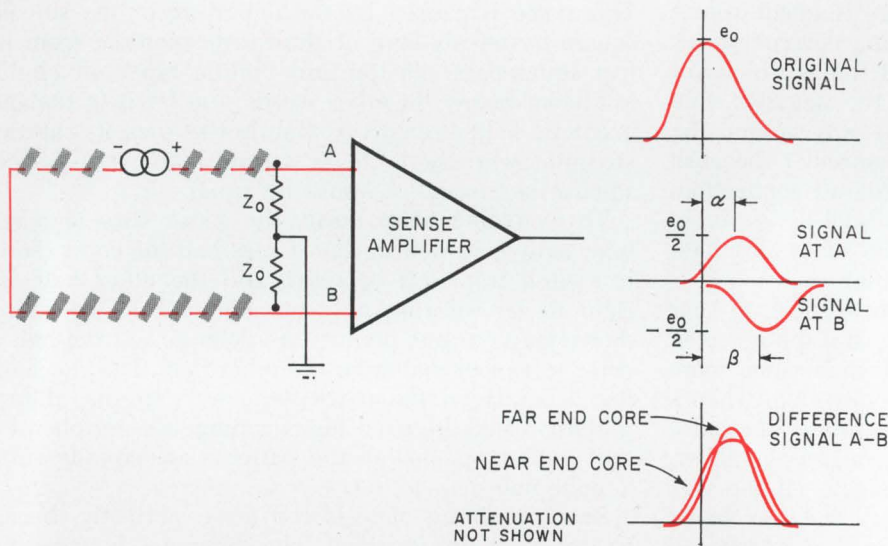 e₀
ORIGINAL
SIGNAL
- +
A
Z₀
SENSE
AMPLIFIER
Z₀
B
α
e₀/2
SIGNAL
AT A
SIGNAL
AT B
-e₀/2
β
FAR END CORE
DIFFERENCE
SIGNAL A-B
NEAR END CORE
ATTENUATION
NOT SHOWN